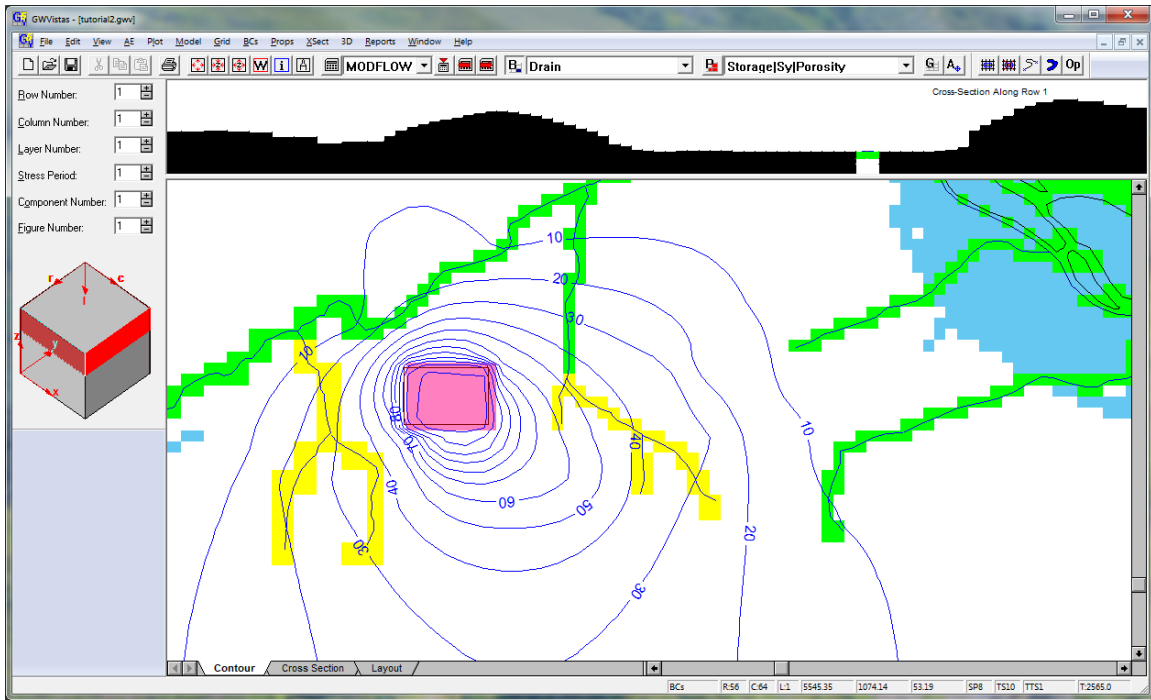 GWVistas - [tutorial2.gwv]
File Edit View AE Plot Model Grid BCs Props XSect 3D Reports Window Help
W i A MODFLOW B Drain P Storage|Sy|Porosity G A Op
Row Number: 1
Column Number: 1
Layer Number: 1
Stress Period: 1
Component Number: 1
Figure Number: 1
Cross-Section Along Row 1
r c
l
z y
x
10
20
30
10
80
70
40
10
40
60
50
20
30
30
Contour Cross Section Layout
BCs R:56 C:64 L:1 5545.35 1074.14 53.19 SP8 TS10 TTS1 T:2565.0